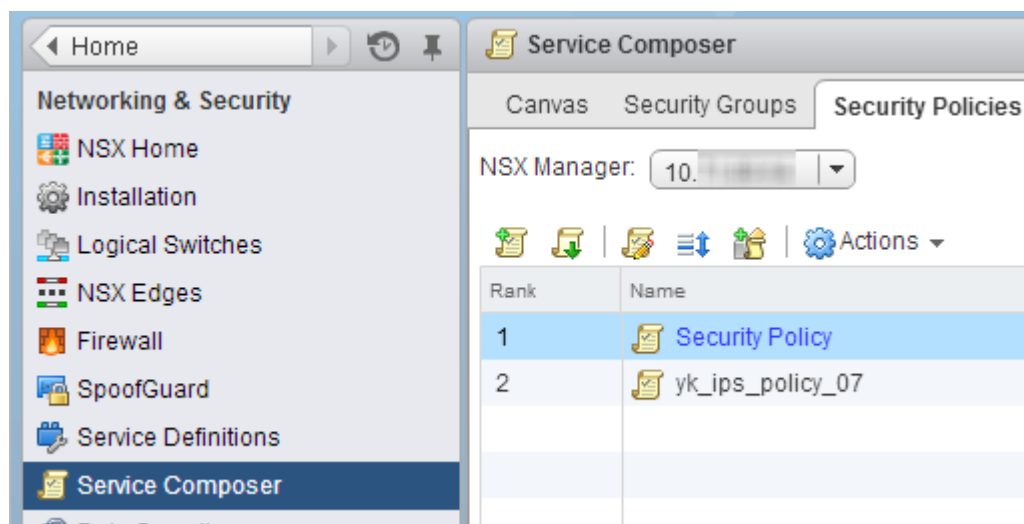 Home
Networking & Security
NSX Home
Installation
Logical Switches
NSX Edges
Firewall
SpoofGuard
Service Definitions
Service Composer
Service Composer
Canvas Security Groups Security Policies
NSX Manager: 10.
Actions
Rank Name
1 Security Policy
2 yk_ips_policy_07